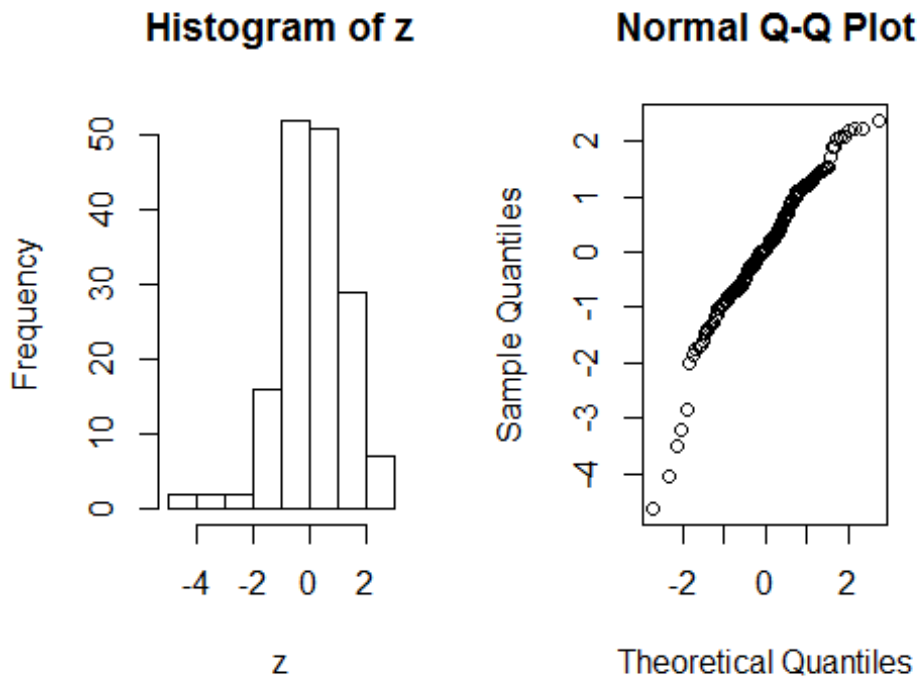 Histogram of z
Frequency
0 10 20 30 40 50
-4 -2 0 2
z
Normal Q-Q Plot
Sample Quantiles
-4 -3 -2 -1 0 1 2
-2 0 2
Theoretical Quantiles